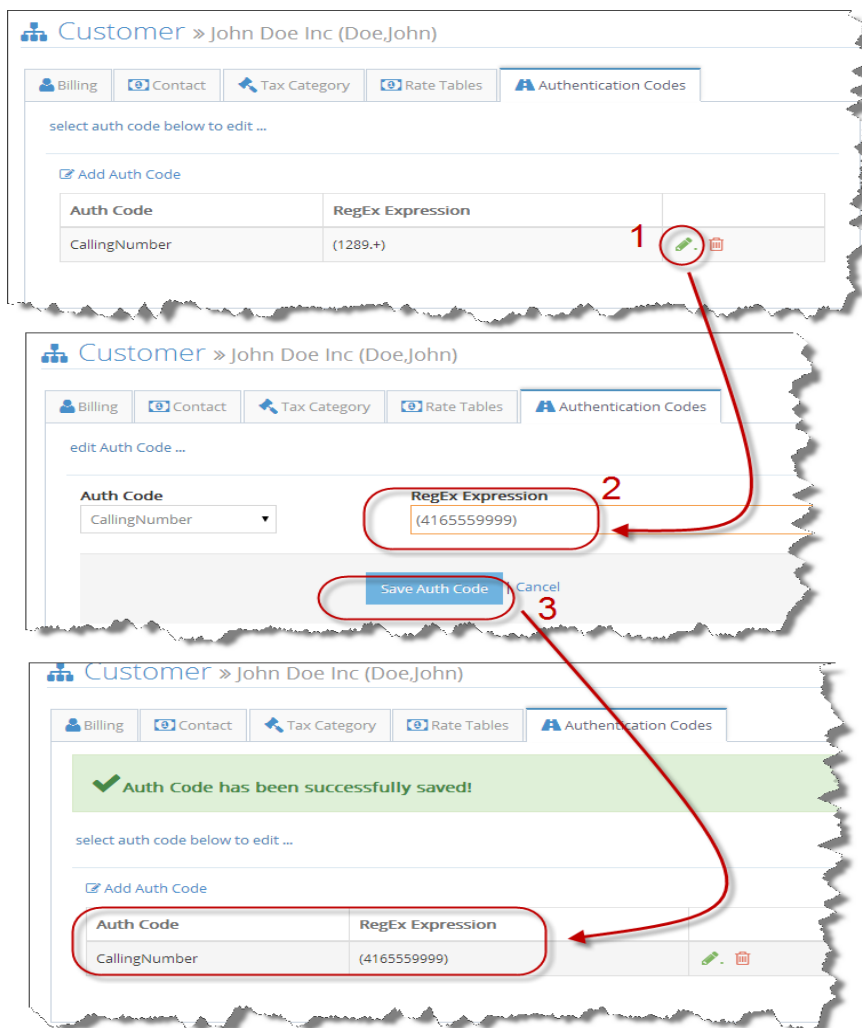 Customer » John Doe Inc (Doe,John)
Billing Contact Tax Category Rate Tables Authentication Codes
select auth code below to edit ...
Add Auth Code
Auth Code RegEx Expression
1
CallingNumber (1289.+)
Customer » John Doe Inc (Doe,John)
Billing Contact Tax Category Rate Tables Authentication Codes
edit Auth Code ...
Auth Code RegEx Expression 2
CallingNumber (4165559999)
Save Auth Code | Cancel
3
Customer » John Doe Inc (Doe,John)
Billing Contact Tax Category Rate Tables Authentication Codes
Auth Code has been successfully saved!
select auth code below to edit ...
Add Auth Code
Auth Code RegEx Expression
CallingNumber (4165559999)